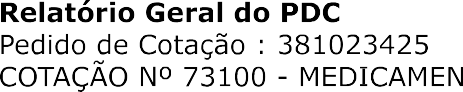 Relatório Geral do PDC
Pedido de Cotação : 381023425
COTAÇÃO Nº 73100 - MEDICAMEN